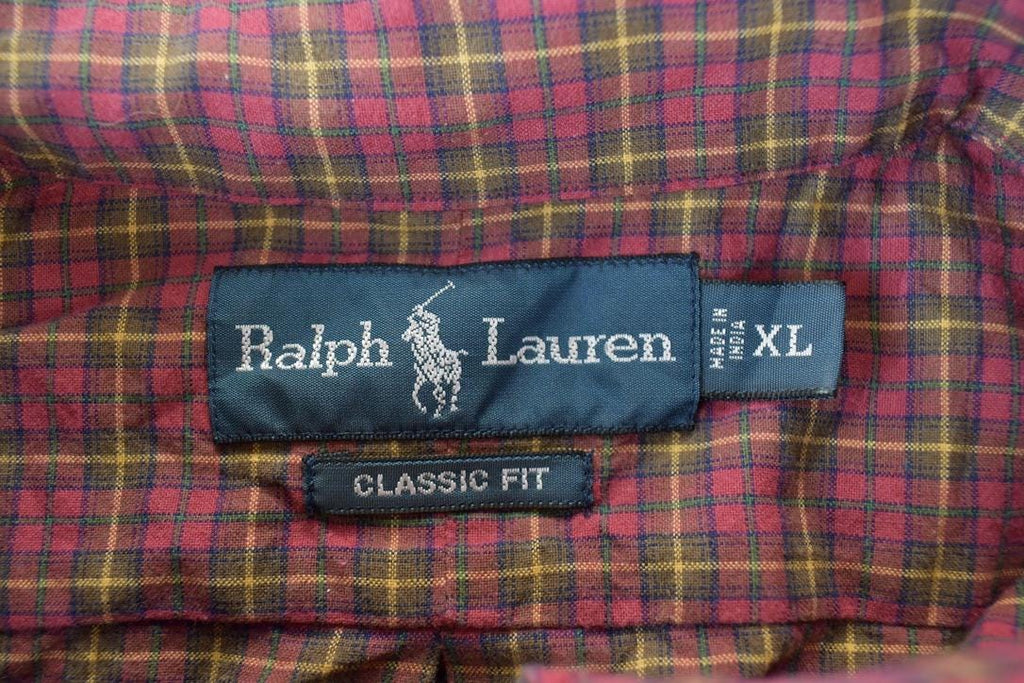 Ralph Lauren
MADE IN
INDIA
XL
CLASSIC FIT